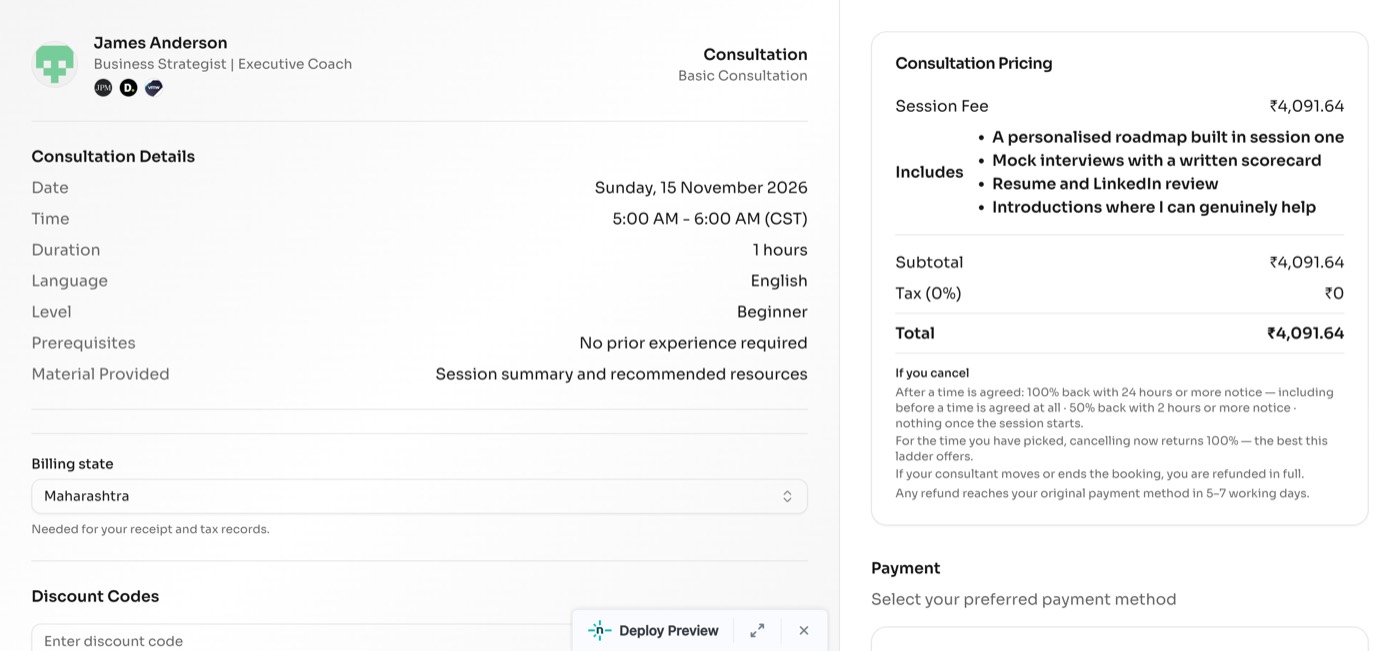 James Anderson
Business Strategist | Executive Coach
JPM D. vmw
Consultation
Basic Consultation
Consultation Details
Date Sunday, 15 November 2026
Time 5:00 AM - 6:00 AM (CST)
Duration 1 hours
Language English
Level Beginner
Prerequisites No prior experience required
Material Provided Session summary and recommended resources
Billing state
Maharashtra
Needed for your receipt and tax records.
Discount Codes
Enter discount code
Deploy Preview
Consultation Pricing
Session Fee ₹4,091.64
Includes
• A personalised roadmap built in session one
• Mock interviews with a written scorecard
• Resume and LinkedIn review
• Introductions where I can genuinely help
Subtotal ₹4,091.64
Tax (0%) ₹0
Total ₹4,091.64
If you cancel
After a time is agreed: 100% back with 24 hours or more notice — including
before a time is agreed at all · 50% back with 2 hours or more notice ·
nothing once the session starts.
For the time you have picked, cancelling now returns 100% — the best this
ladder offers.
If your consultant moves or ends the booking, you are refunded in full.
Any refund reaches your original payment method in 5–7 working days.
Payment
Select your preferred payment method